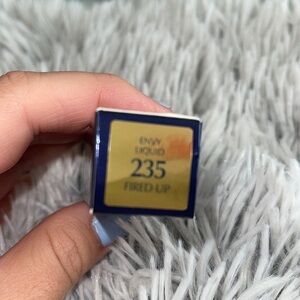 ENVY
LIQUID
235
FIRED UP